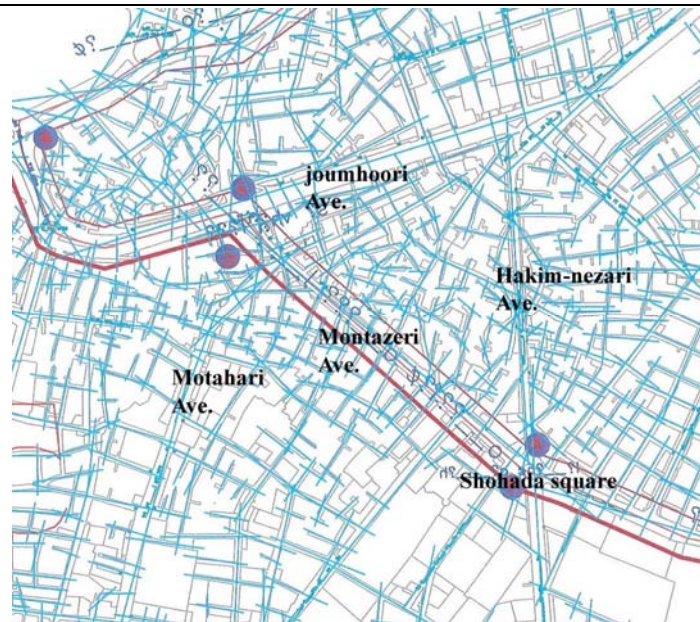 joumhoori
Ave.
Hakim-nezari
Ave.
Montazeri
Ave.
Motahari
Ave.
Shohada square